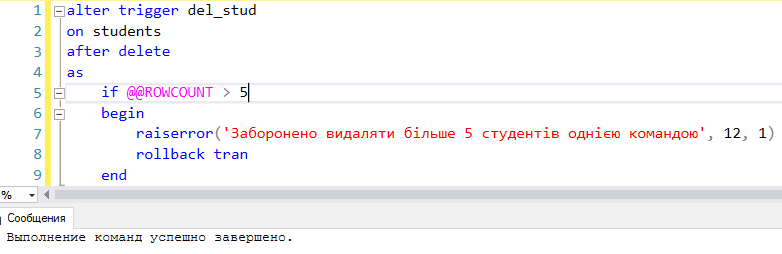 1 alter trigger del_stud
2 on students
3 after delete
4 as
5 if @@ROWCOUNT > 5
6 begin
7 raiserror('Заборонено видаляти більше 5 студентів однією командою', 12, 1)
8 rollback tran
9 end
%
Сообщения
Выполнение команд успешно завершено.